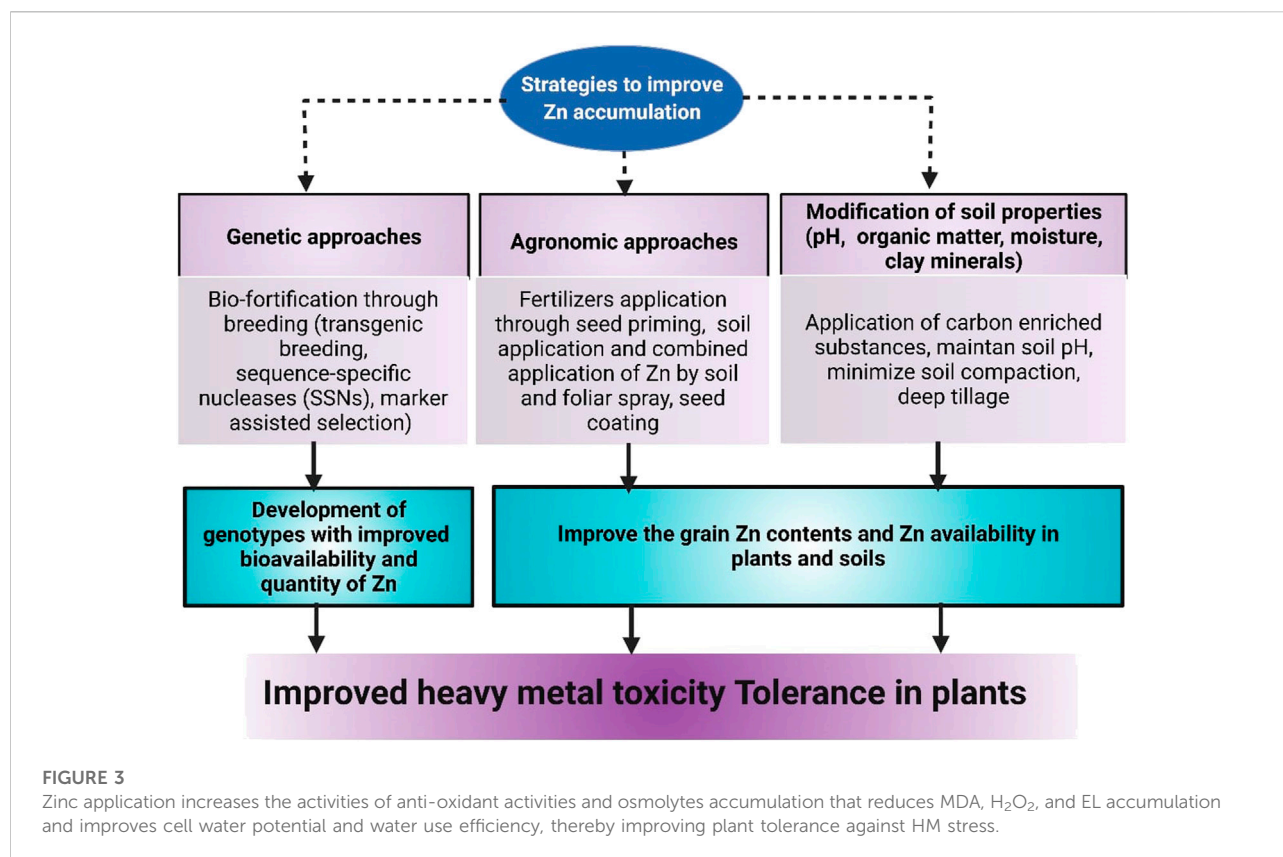 Strategies to improve
Zn accumulation
Genetic approaches
Agronomic approaches
Modification of soil properties
(pH, organic matter, moisture,
clay minerals)
Bio-fortification through
breeding (transgenic
breeding,
sequence-specific
nucleases (SSNs), marker
assisted selection)
Fertilizers application
through seed priming, soil
application and combined
application of Zn by soil
and foliar spray, seed
coating
Application of carbon enriched
substances, maintan soil pH,
minimize soil compaction,
deep tillage
Development of
genotypes with improved
bioavailability and
quantity of Zn
Improve the grain Zn contents and Zn availability in
plants and soils
Improved heavy metal toxicity Tolerance in plants
FIGURE 3
Zinc application increases the activities of anti-oxidant activities and osmolytes accumulation that reduces MDA, H₂O₂, and EL accumulation
and improves cell water potential and water use efficiency, thereby improving plant tolerance against HM stress.